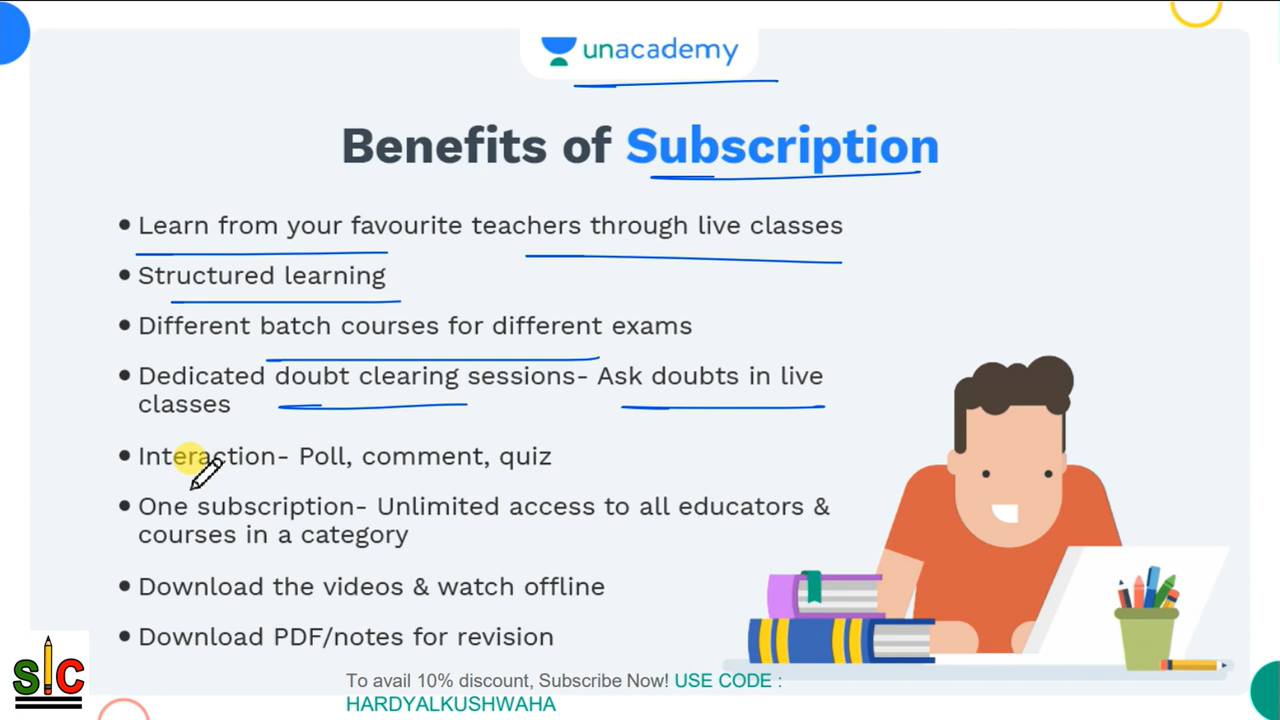 unacademy
Benefits of Subscription
• Learn from your favourite teachers through live classes
• Structured learning
• Different batch courses for different exams
• Dedicated doubt clearing sessions- Ask doubts in live
classes
• Interaction- Poll, comment, quiz
• One subscription- Unlimited access to all educators &
courses in a category
• Download the videos & watch offline
• Download PDF/notes for revision
SIC
To avail 10% discount, Subscribe Now! USE CODE :
HARDYALKUSHWAHA